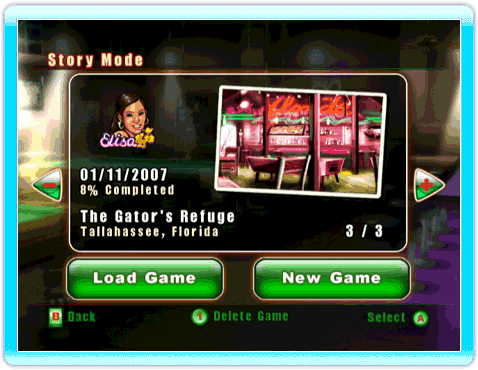 Story Mode
Elisa
01/11/2007
8% Completed
The Gator's Refuge
Tallahassee, Florida
3 / 3
Load Game
New Game
B Back
1 Delete Game
Select A